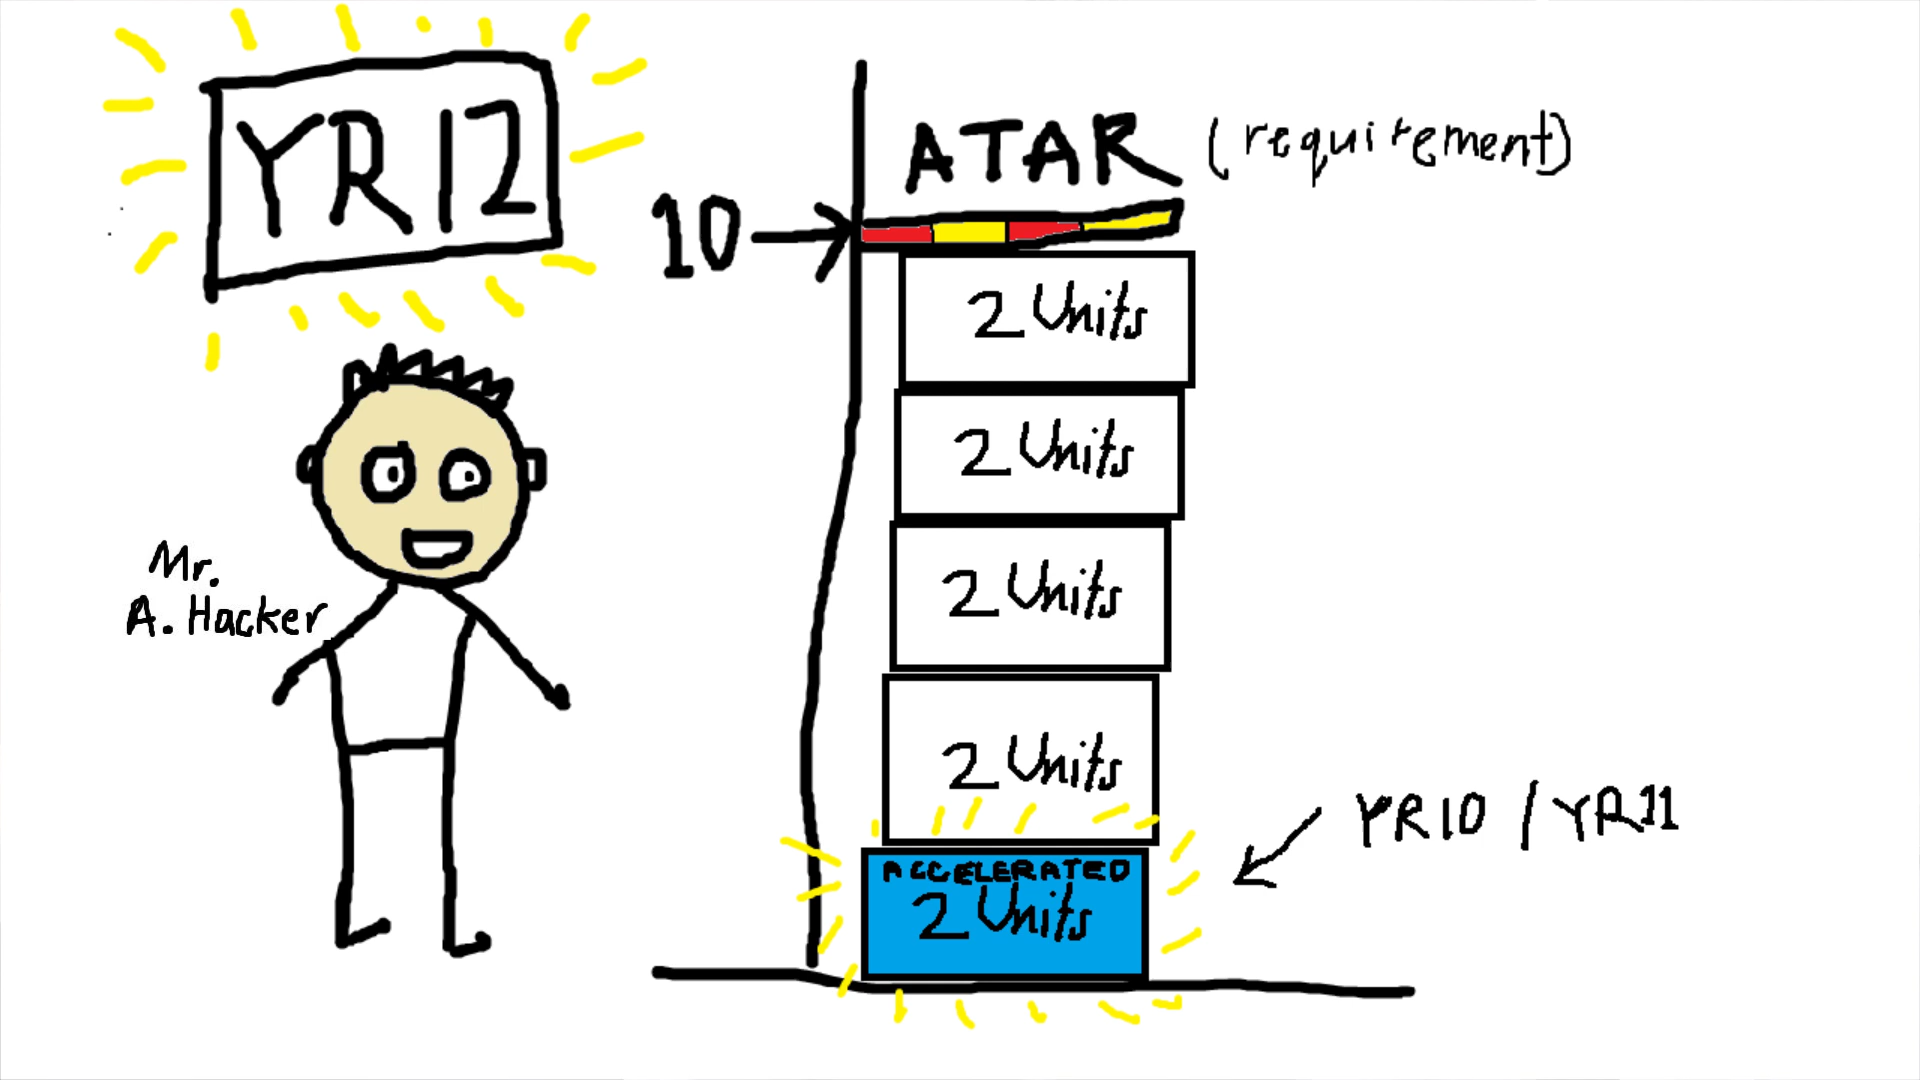 YR12
ATAR (requirement)
10
2 Units
2 Units
2 Units
2 Units
Mr.
A. Hacker
YR10 / YR11
ACCELERATED
2 Units